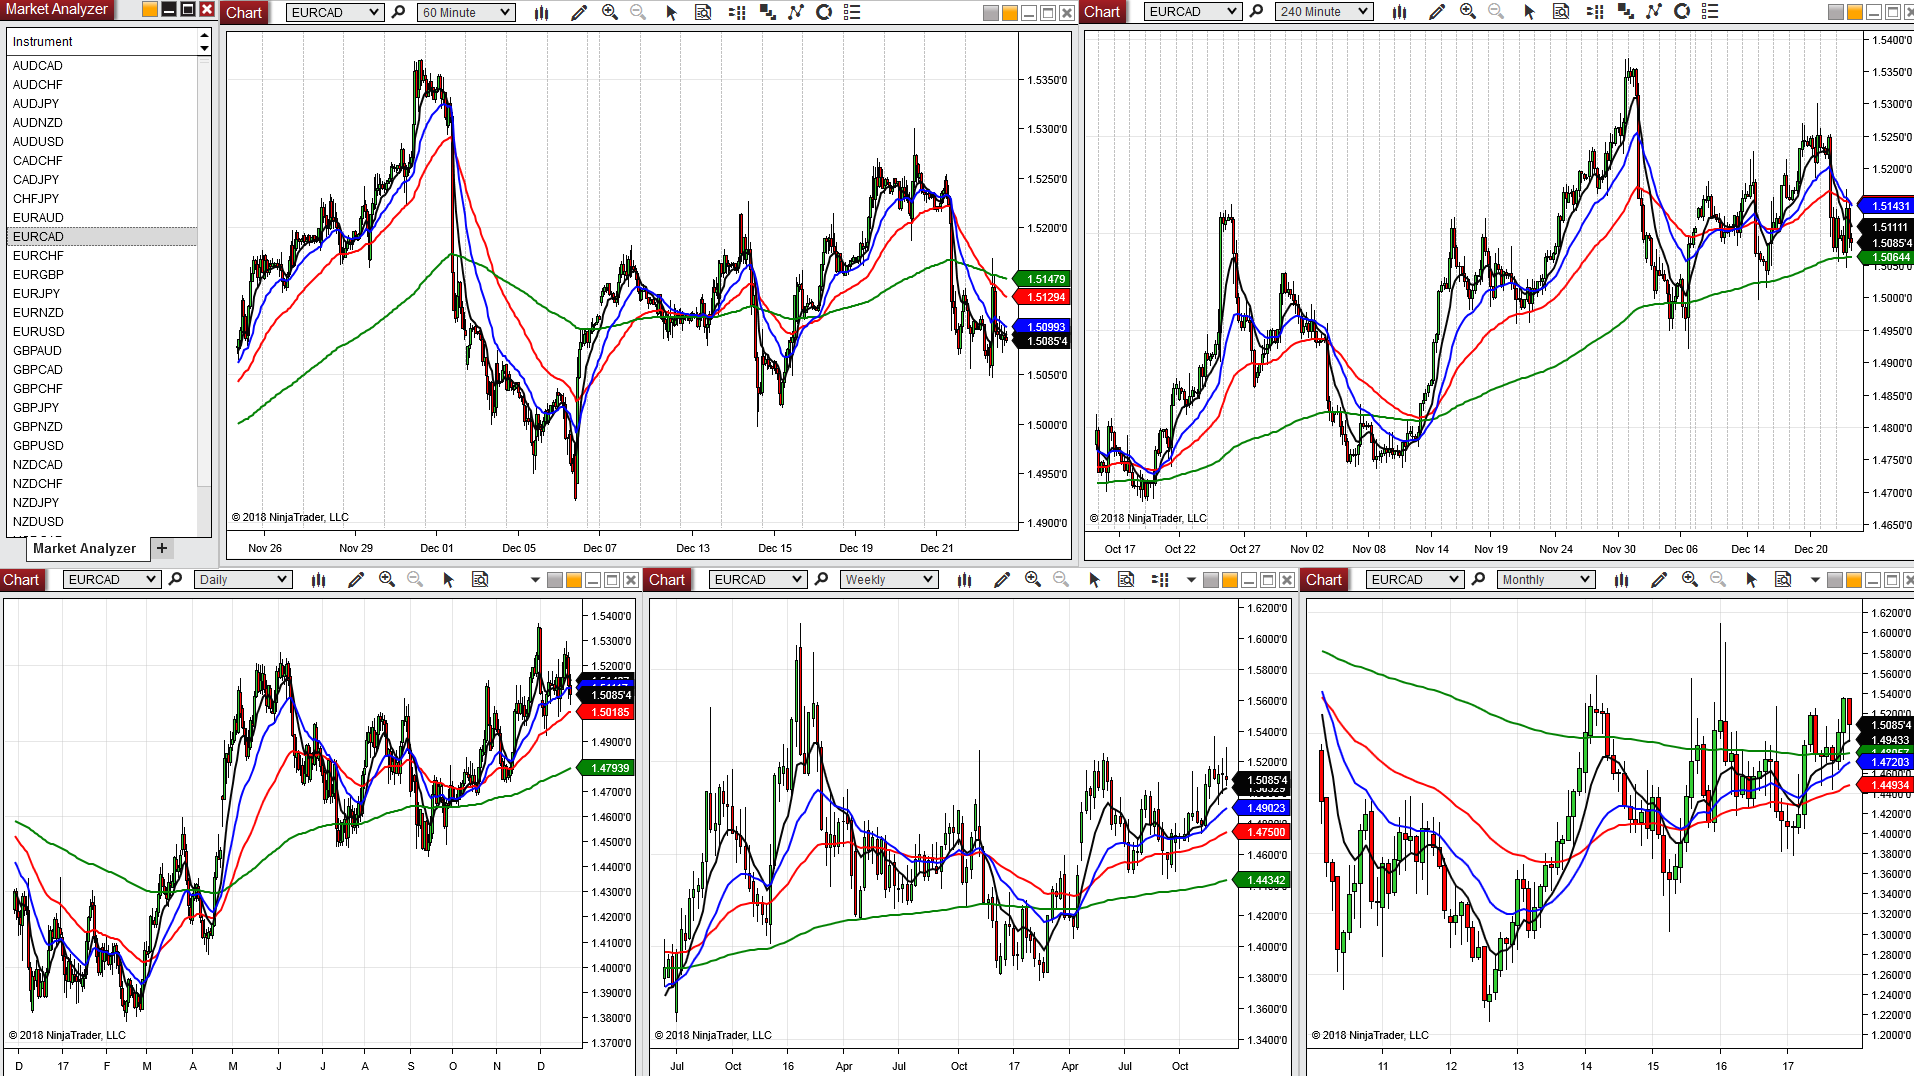 Market Analyzer
Instrument
AUDCAD
AUDCHF
AUDJPY
AUDNZD
AUDUSD
CADCHF
CADJPY
CHFJPY
EURAUD
EURCAD
EURCHF
EURGBP
EURJPY
EURNZD
EURUSD
GBPAUD
GBPCAD
GBPCHF
GBPJPY
GBPNZD
GBPUSD
NZDCAD
NZDCHF
NZDJPY
NZDUSD
Market Analyzer +
Chart EURCAD 60 Minute
1.5350'0
1.5300'0
1.5250'0
1.5200'0
1.51479
1.51294
1.50993
1.5085'4
1.5050'0
1.5000'0
1.4950'0
1.4900'0
© 2018 NinjaTrader, LLC
Nov 26 Nov 29 Dec 01 Dec 05 Dec 07 Dec 13 Dec 15 Dec 19 Dec 21
Chart EURCAD 240 Minute
1.5400'0
1.5350'0
1.5300'0
1.5250'0
1.5200'0
1.51431
1.51111
1.5085'4
1.50644
1.5000'0
1.4950'0
1.4900'0
1.4850'0
1.4800'0
1.4750'0
1.4700'0
1.4650'0
© 2018 NinjaTrader, LLC
Oct 17 Oct 22 Oct 27 Nov 02 Nov 08 Nov 14 Nov 19 Nov 24 Nov 30 Dec 06 Dec 14 Dec 20
Chart EURCAD Daily
1.5400'0
1.5300'0
1.5200'0
1.5085'4
1.50185
1.4900'0
1.47939
1.4700'0
1.4600'0
1.4500'0
1.4400'0
1.4300'0
1.4200'0
1.4100'0
1.4000'0
1.3900'0
1.3800'0
1.3700'0
© 2018 NinjaTrader, LLC
D 17 F M A M J J A S O N D
Chart EURCAD Weekly
1.6200'0
1.6000'0
1.5800'0
1.5600'0
1.5400'0
1.5200'0
1.5085'4
1.49023
1.47500
1.4600'0
1.44342
1.4200'0
1.4000'0
1.3800'0
1.3600'0
1.3400'0
© 2018 NinjaTrader, LLC
Jul Oct 16 Apr Jul Oct 17 Apr Jul Oct
Chart EURCAD Monthly
1.6200'0
1.6000'0
1.5800'0
1.5600'0
1.5400'0
1.5200'0
1.5085'4
1.49433
1.47203
1.44934
1.4200'0
1.4000'0
1.3800'0
1.3600'0
1.3400'0
1.3200'0
1.3000'0
1.2800'0
1.2600'0
1.2400'0
1.2200'0
1.2000'0
© 2018 NinjaTrader, LLC
11 12 13 14 15 16 17